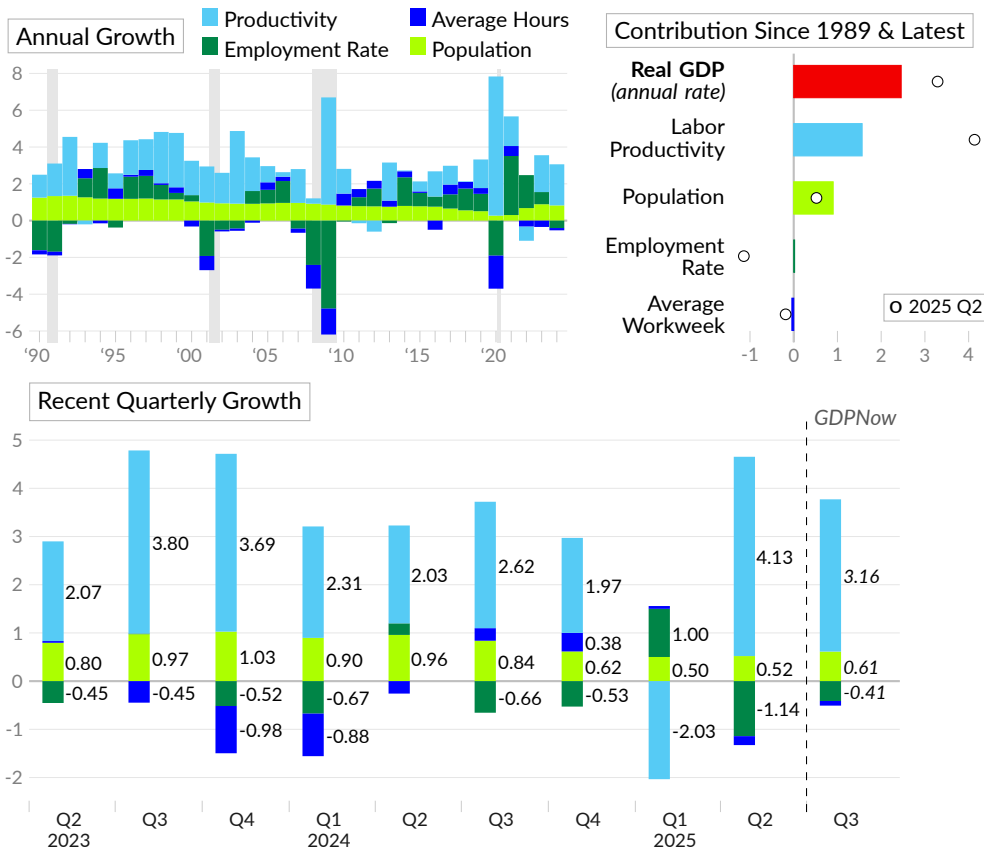 Annual Growth
Productivity
Average Hours
Employment Rate
Population
8
6
4
2
0
-2
-4
-6
'90
'95
'00
'05
'10
'15
'20
Contribution Since 1989 & Latest
Real GDP
(annual rate)
Labor
Productivity
Population
Employment
Rate
Average
Workweek
2025 Q2
-1
0
1
2
3
4
Recent Quarterly Growth
GDPNow
5
4
3
2
1
0
-1
-2
2.07
0.80
-0.45
3.80
0.97
-0.45
3.69
1.03
-0.52
-0.98
2.31
0.90
-0.67
-0.88
2.03
0.96
2.62
0.84
-0.66
1.97
0.38
0.62
-0.53
1.00
0.50
-2.03
4.13
0.52
-1.14
3.16
0.61
-0.41
Q2
2023
Q3
Q4
Q1
2024
Q2
Q3
Q4
Q1
2025
Q2
Q3